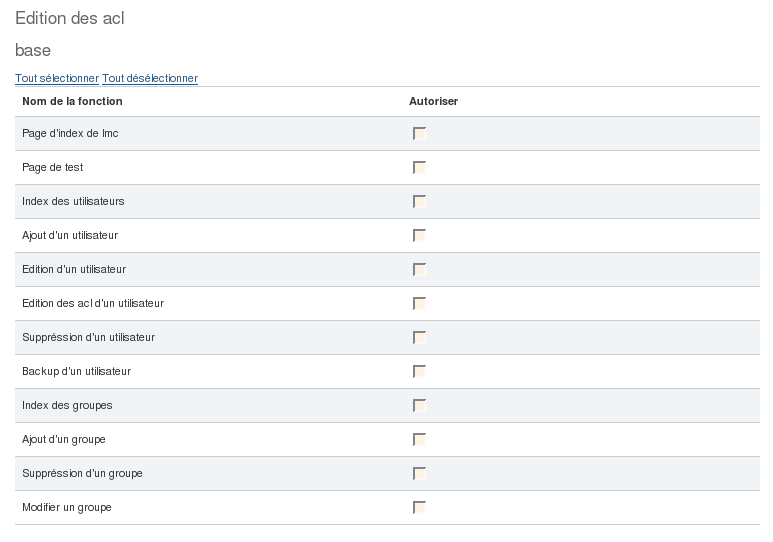 Edition des acl
base
Tout sélectionner Tout désélectionner
Nom de la fonction Autoriser
Page d'index de lmc
Page de test
Index des utilisateurs
Ajout d'un utilisateur
Edition d'un utilisateur
Edition des acl d'un utilisateur
Suppréssion d'un utilisateur
Backup d'un utilisateur
Index des groupes
Ajout d'un groupe
Suppréssion d'un groupe
Modifier un groupe